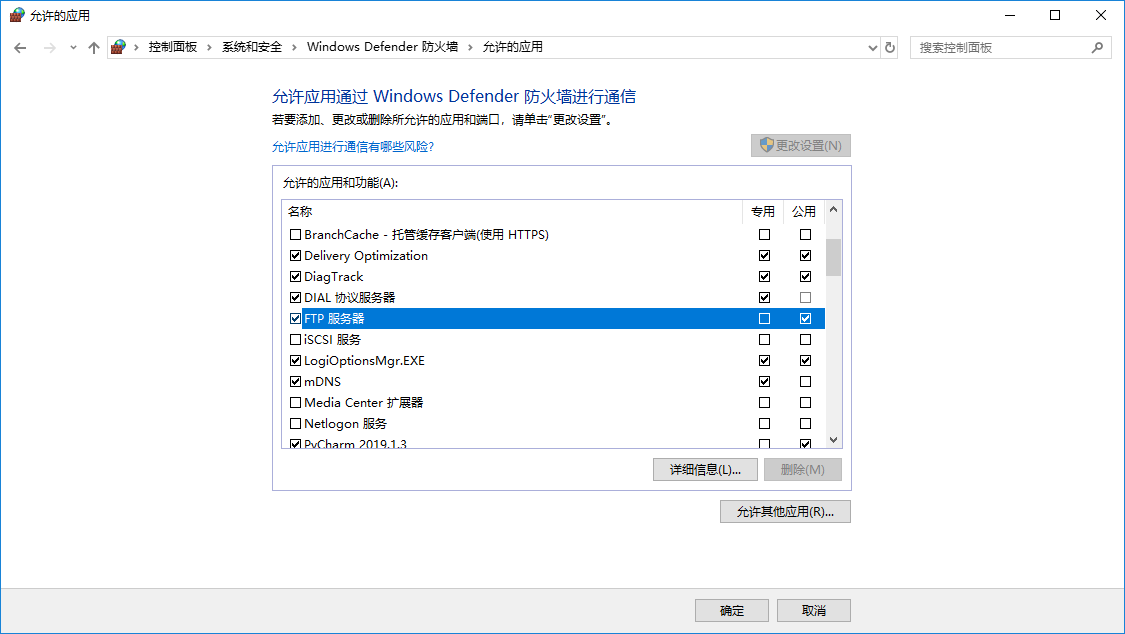 允许的应用
控制面板 系统和安全 Windows Defender 防火墙 允许的应用
搜索控制面板
允许应用通过 Windows Defender 防火墙进行通信
若要添加、更改或删除所允许的应用和端口，请单击"更改设置"。
允许应用进行通信有哪些风险?
更改设置(N)
允许的应用和功能(A):
名称 专用 公用
BranchCache - 托管缓存客户端(使用 HTTPS)
Delivery Optimization
DiagTrack
DIAL 协议服务器
FTP 服务器
iSCSI 服务
LogiOptionsMgr.EXE
mDNS
Media Center 扩展器
Netlogon 服务
PyCharm 2019.1.3
详细信息(L)... 删除(M)
允许其他应用(R)...
确定 取消